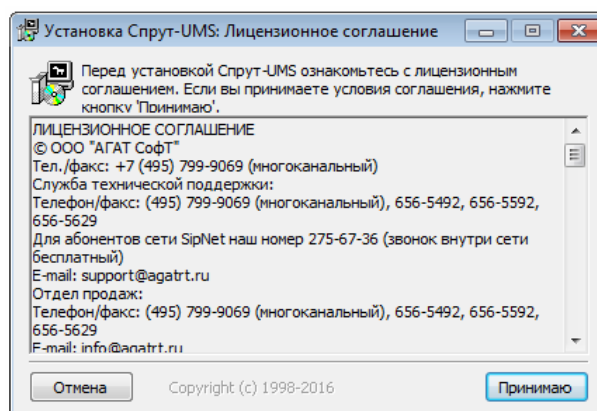 Установка Спрут-UMS: Лицензионное соглашение
Перед установкой Спрут-UMS ознакомьтесь с лицензионным
соглашением. Если вы принимаете условия соглашения, нажмите
кнопку 'Принимаю'.
ЛИЦЕНЗИОННОЕ СОГЛАШЕНИЕ
© ООО "АГАТ СофТ"
Тел./факс: +7 (495) 799-9069 (многоканальный)
Служба технической поддержки:
Телефон/факс: (495) 799-9069 (многоканальный), 656-5492, 656-5592,
656-5629
Для абонентов сети SipNet наш номер 275-67-36 (звонок внутри сети
бесплатный)
E-mail: support@agatrt.ru
Отдел продаж:
Телефон/факс: (495) 799-9069 (многоканальный), 656-5492, 656-5592,
656-5629
E-mail: info@agatrt.ru
Отмена
Copyright (c) 1998-2016
Принимаю